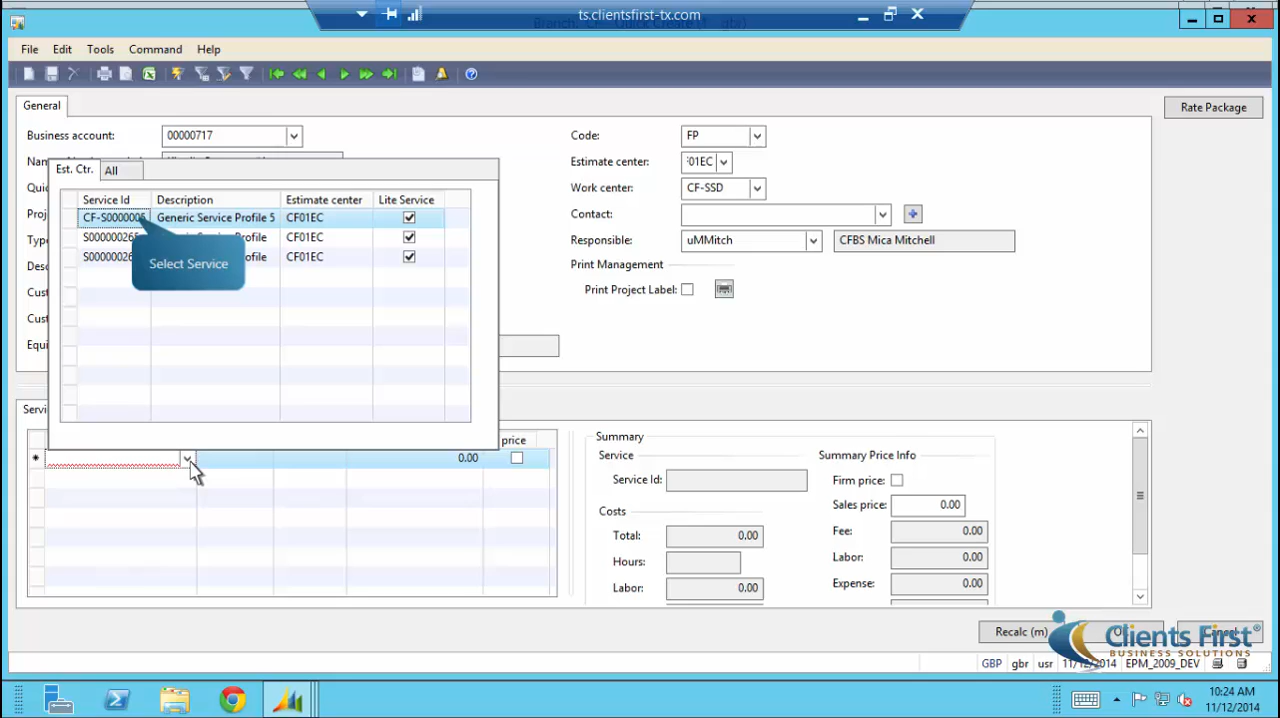 ts.clientsfirst-tx.com
File Edit Tools Command Help
General
Rate Package
Business account: 00000717
Code: FP
Estimate center: '01EC
Work center: CF-SSD
Contact:
Responsible: uMMitch CFBS Mica Mitchell
Print Management
Print Project Label:
Est. Ctr. All
Service Id Description Estimate center Lite Service
CF-S0000005 Generic Service Profile 5 CF01EC
CF01EC
CF01EC
Select Service
price
0.00
Summary
Service
Service Id:
Costs
Total: 0.00
Hours:
Labor: 0.00
Summary Price Info
Firm price:
Sales price: 0.00
Fee: 0.00
Labor: 0.00
Expense: 0.00
Recalc (m)
Clients First®
BUSINESS SOLUTIONS
GBP gbr usr 11/12/2014 EPM_2009_DEV
10:24 AM
11/12/2014